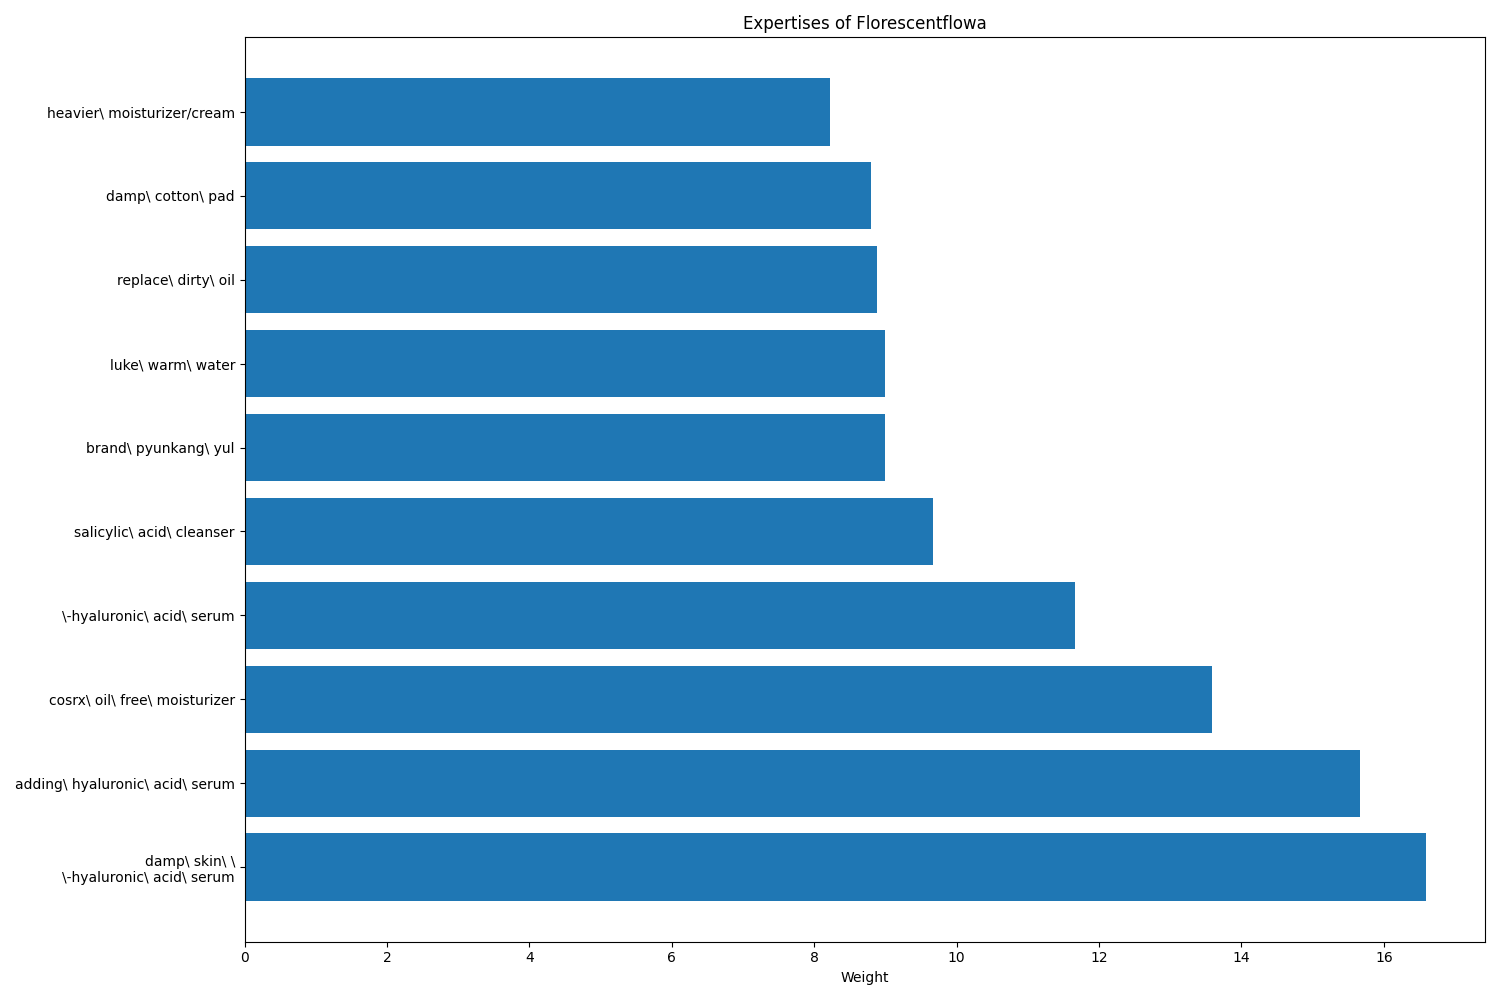 Expertises of Florescentflowa
heavier\ moisturizer/cream
damp\ cotton\ pad
replace\ dirty\ oil
luke\ warm\ water
brand\ pyunkang\ yul
salicylic\ acid\ cleanser
\-hyaluronic\ acid\ serum
cosrx\ oil\ free\ moisturizer
adding\ hyaluronic\ acid\ serum
damp\ skin\ \
\-hyaluronic\ acid\ serum
0 2 4 6 8 10 12 14 16
Weight